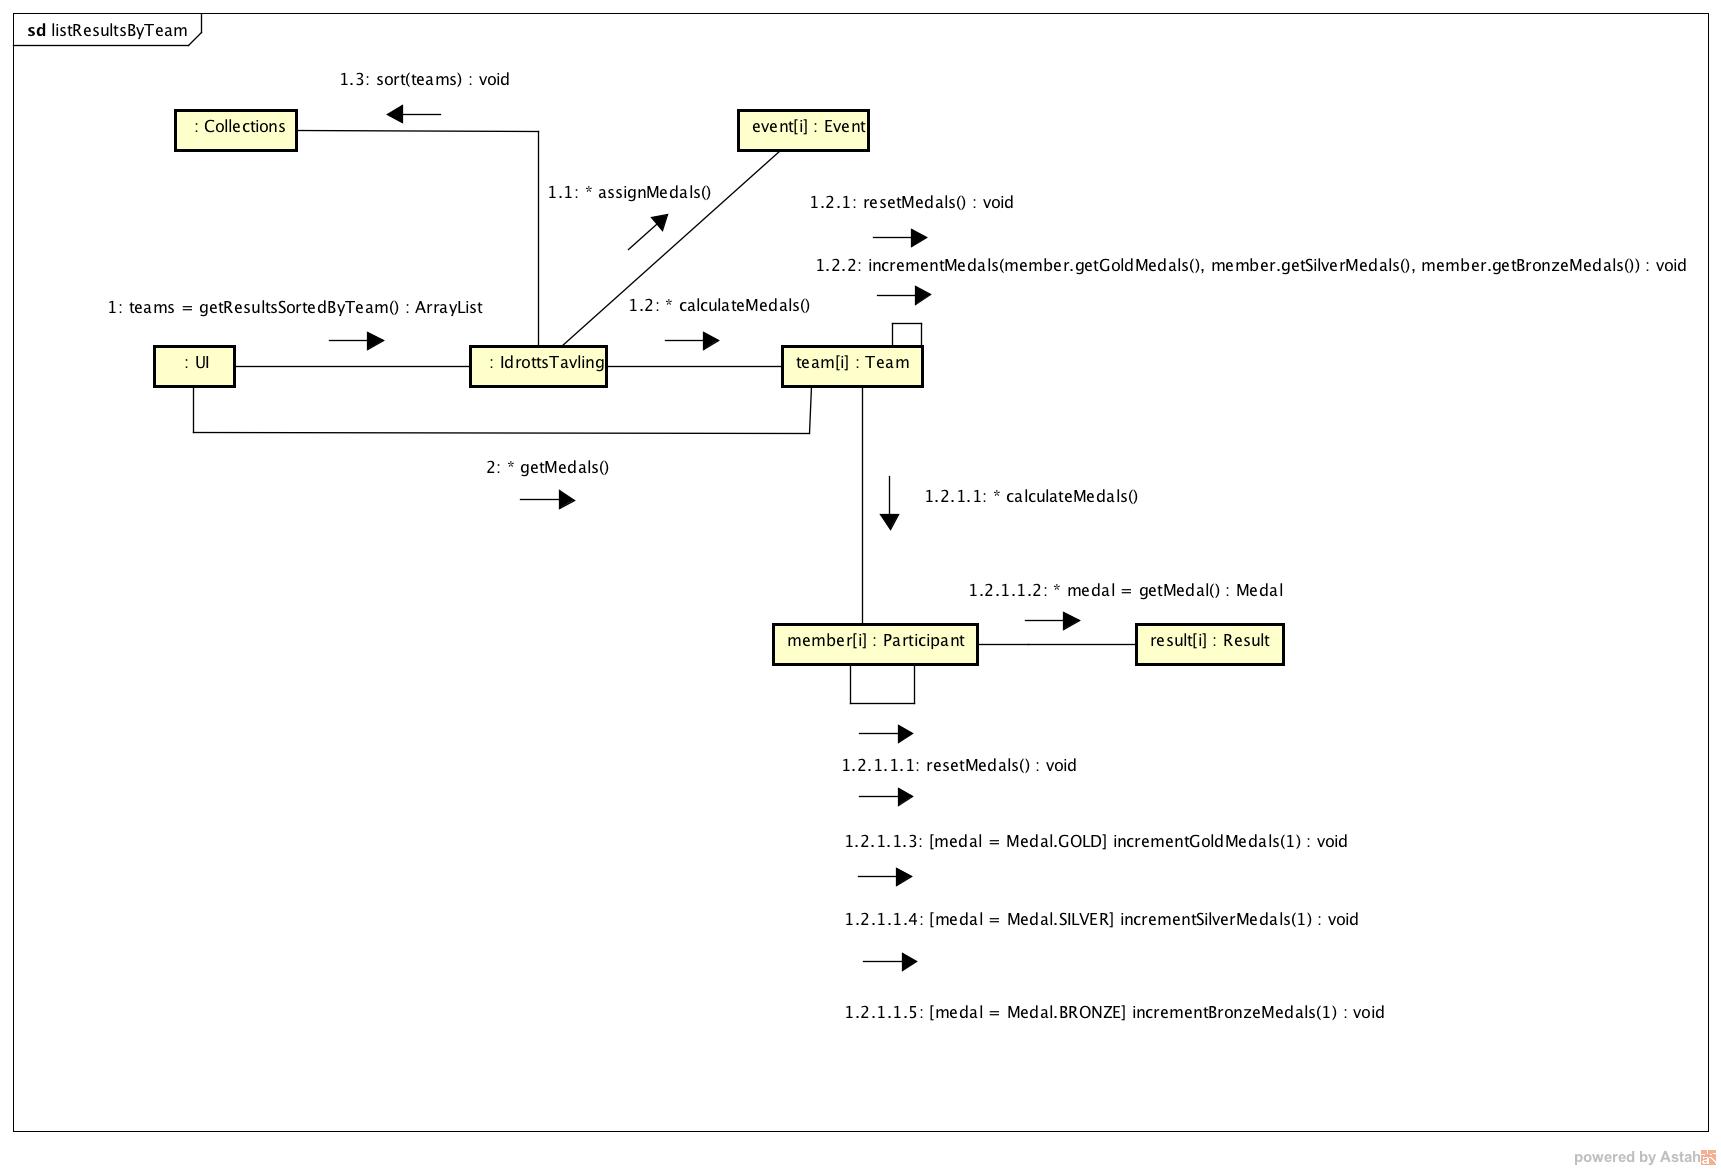 sd listResultsByTeam
1.3: sort(teams) : void
: Collections
event[i] : Event
1.1: * assignMedals()
1.2.1: resetMedals() : void
1.2.2: incrementMedals(member.getGoldMedals(), member.getSilverMedals(), member.getBronzeMedals()) : void
1: teams = getResultsSortedByTeam() : ArrayList
1.2: * calculateMedals()
: UI
: IdrottsTavling
team[i] : Team
2: * getMedals()
1.2.1.1: * calculateMedals()
1.2.1.1.2: * medal = getMedal() : Medal
member[i] : Participant
result[i] : Result
1.2.1.1.1: resetMedals() : void
1.2.1.1.3: [medal = Medal.GOLD] incrementGoldMedals(1) : void
1.2.1.1.4: [medal = Medal.SILVER] incrementSilverMedals(1) : void
1.2.1.1.5: [medal = Medal.BRONZE] incrementBronzeMedals(1) : void
powered by Astah